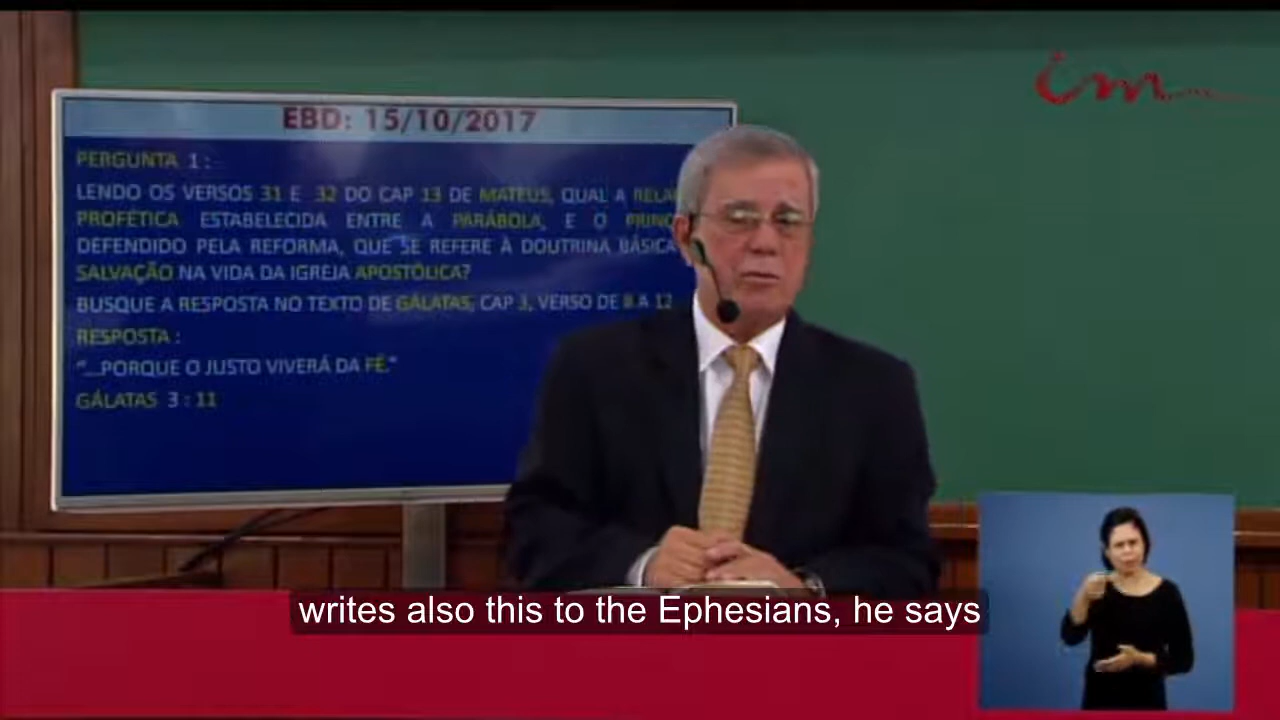 im
EBD: 15/10/2017
PERGUNTA 1 :
LENDO OS VERSOS 31 E 32 DO CAP 13 DE MATEUS, QUAL A RELA
PROFÉTICA ESTABELECIDA ENTRE A PARÁBOLA, E O PRINC
DEFENDIDO PELA REFORMA, QUE SE REFERE À DOUTRINA BÁSICA
SALVAÇÃO NA VIDA DA IGREJA APOSTÓLICA?
BUSQUE A RESPOSTA NO TEXTO DE GÁLATAS, CAP 3, VERSO DE 8 A 12
RESPOSTA :
"...PORQUE O JUSTO VIVERÁ DA FÉ."
GÁLATAS 3 : 11
writes also this to the Ephesians, he says